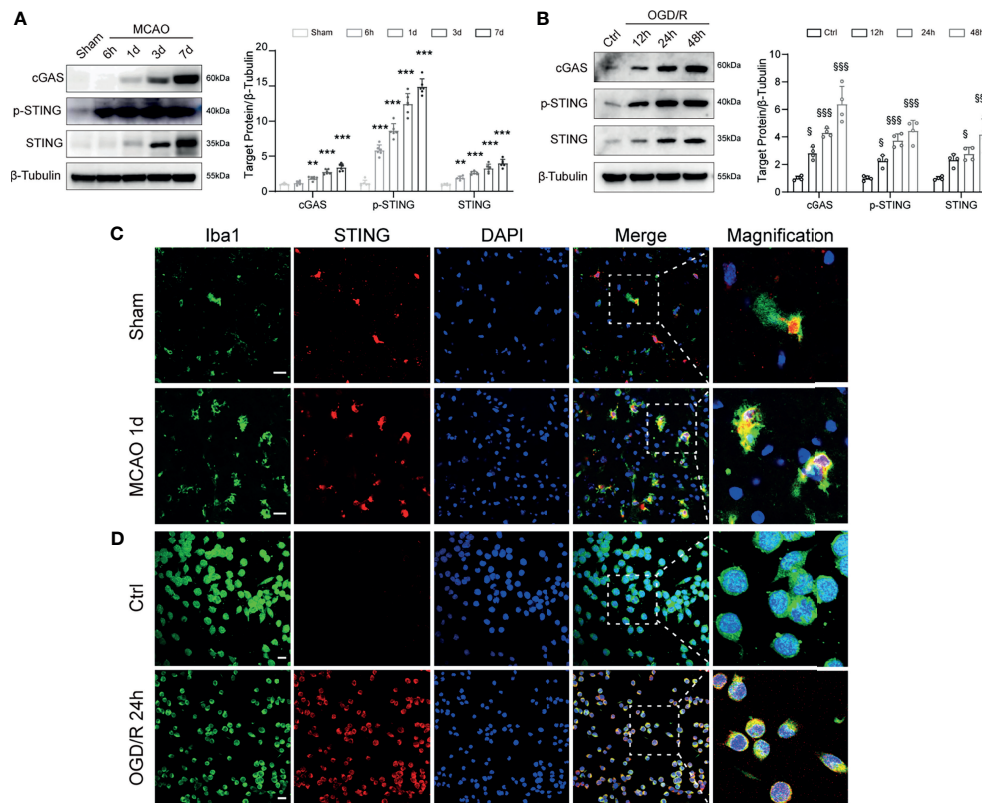 A
MCAO
Sham 6h 1d 3d 7d
cGAS 60kDa
p-STING 40kDa
STING 35kDa
β-Tubulin 55kDa
Sham 6h 1d 3d 7d
Target Protein/β-Tubulin
20
15
10
5
0
** *** ***
*** *** *** ***
** *** *** ***
cGAS p-STING STING
B
OGD/R
Ctrl 12h 24h 48h
cGAS 60kDa
p-STING 40kDa
STING 35kDa
β-Tubulin 55kDa
Ctrl 12h 24h 48h
Target Protein/β-Tubulin
10
8
6
4
2
0
§ §§§ §§§
§ §§§ §§§
§
cGAS p-STING STING
C
Iba1 STING DAPI Merge Magnification
Sham
MCAO 1d
D
Ctrl
OGD/R 24h